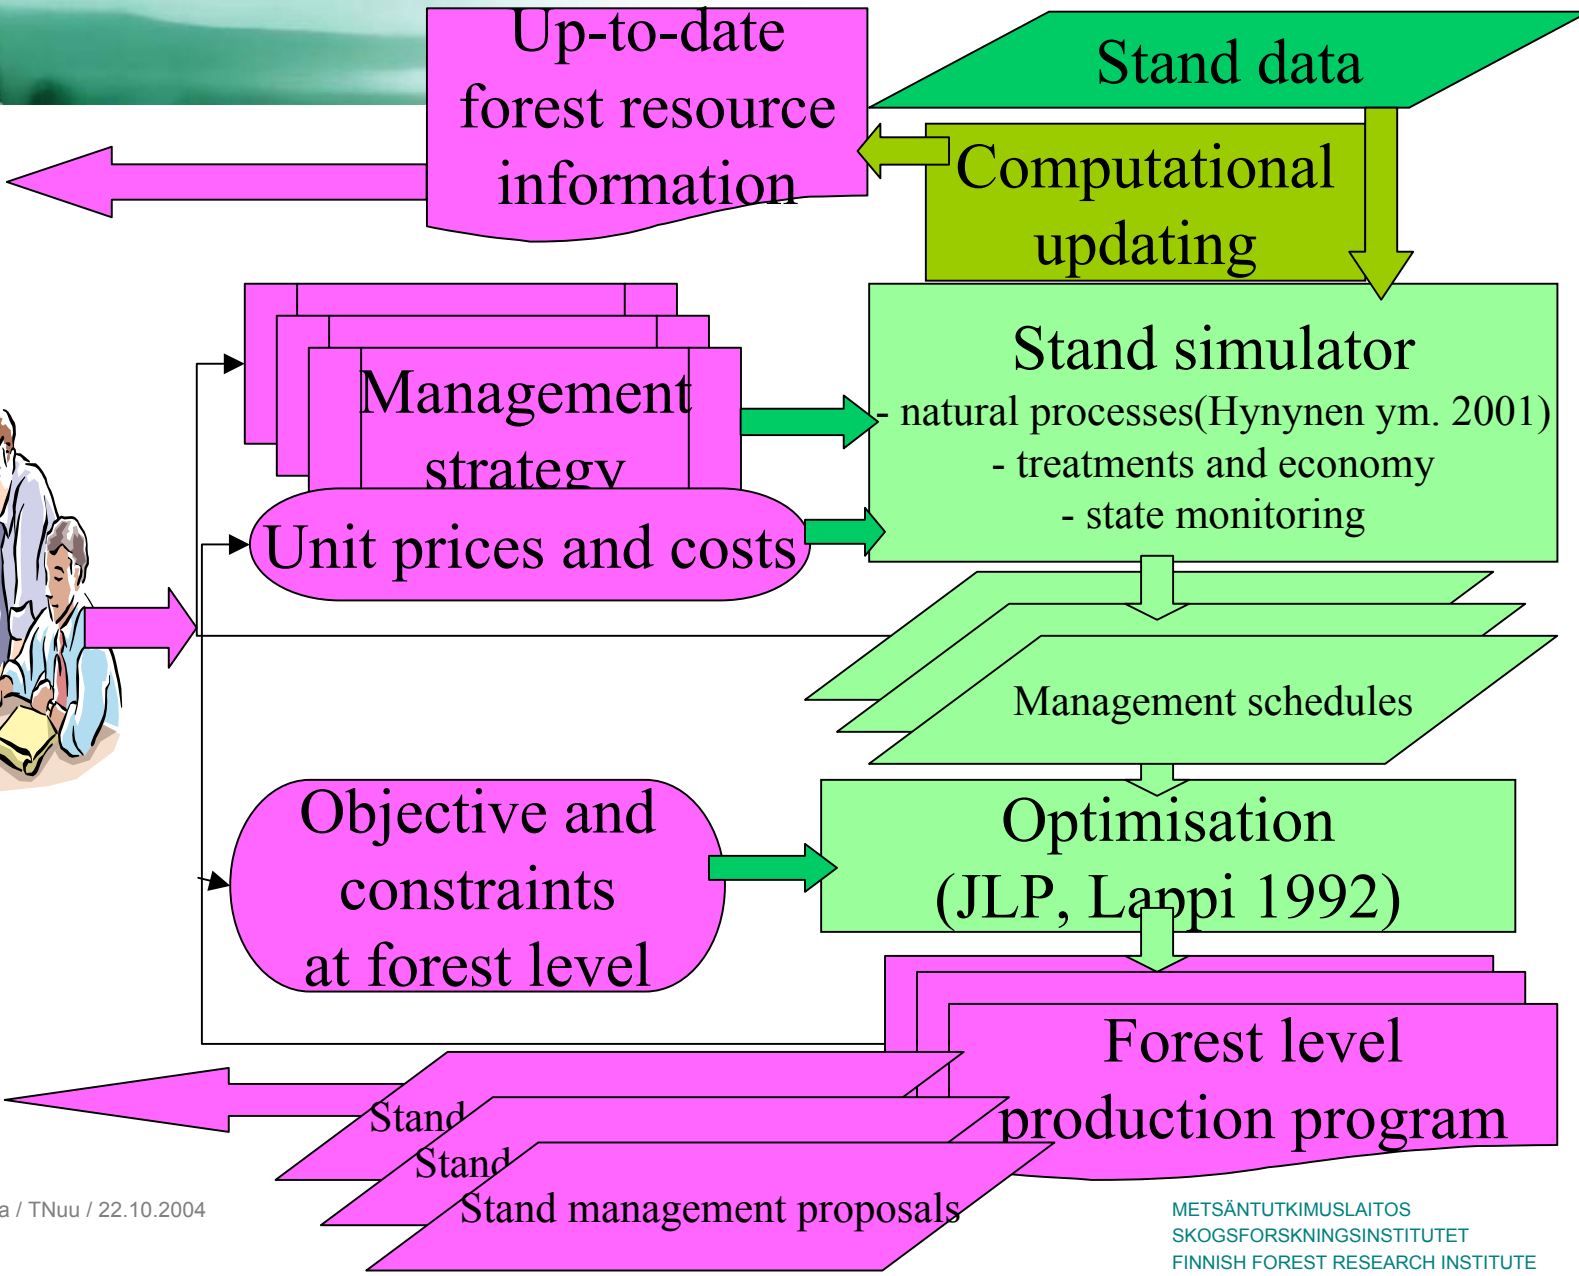 Up-to-date
forest resource
information
Stand data
Computational
updating
Management
strategy
Unit prices and costs
Stand simulator
- natural processes(Hynynen ym. 2001)
- treatments and economy
- state monitoring
Management schedules
Objective and
constraints
at forest level
Optimisation
(JLP, Lappi 1992)
Forest level
production program
Stand
Stand
Stand management proposals
a / TNuu / 22.10.2004
METSÄNTUTKIMUSLAITOS
SKOGSFORSKNINGSINSTITUTET
FINNISH FOREST RESEARCH INSTITUTE